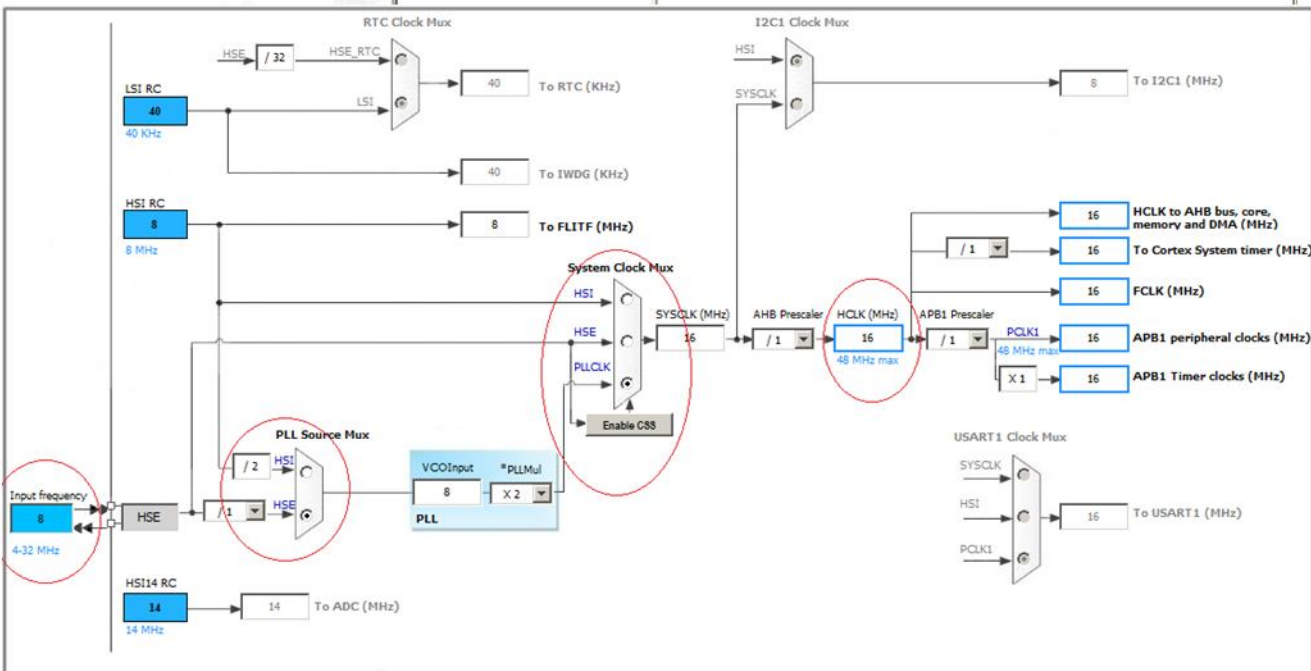 RTC Clock Mux
I2C1 Clock Mux
HSE
/ 32
HSE_RTC
HSI
LSI RC
40
40 KHz
LSI
40
To RTC (KHz)
SYSCLK
8
To I2C1 (MHz)
40
To IWDG (KHz)
HSI RC
8
8 MHz
8
To FLITF (MHz)
16
HCLK to AHB bus, core,
memory and DMA (MHz)
/ 1
16
To Cortex System timer (MHz)
System Clock Mux
HSI
16
FCLK (MHz)
HSE
SYSCLK (MHz)
16
AHB Prescaler
/ 1
HCLK (MHz)
16
48 MHz max
APB1 Prescaler
/ 1
PCLK1
48 MHz max
16
APB1 peripheral clocks (MHz)
PLLCLK
X 1
16
APB1 Timer clocks (MHz)
Enable CSS
PLL Source Mux
USART1 Clock Mux
/ 2
HSI
VCOInput
*PLLMul
SYSCLK
8
X 2
PLL
Input frequency
8
4-32 MHz
HSE
/ 1
HSE
HSI
16
To USART1 (MHz)
PCLK1
HSI14 RC
14
14 MHz
14
To ADC (MHz)